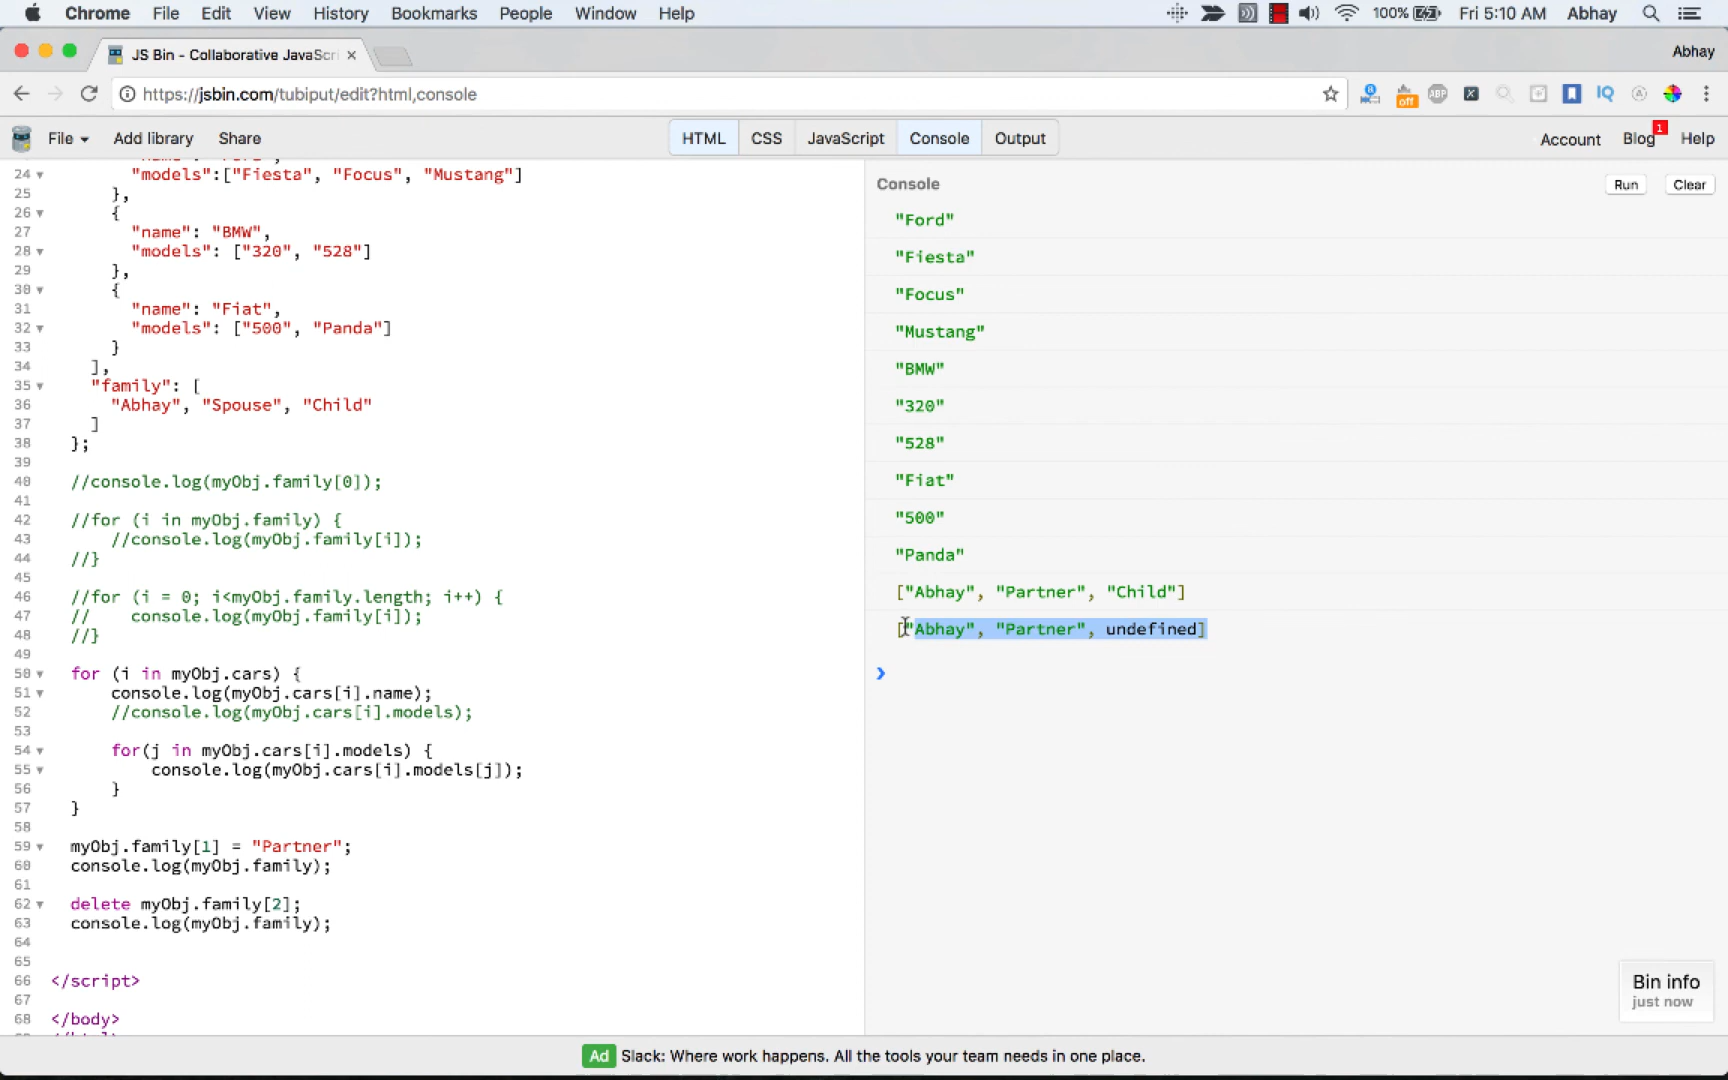 Chrome File Edit View History Bookmarks People Window Help 100% Fri 5:10 AM Abhay
JS Bin - Collaborative JavaScri Abhay
https://jsbin.com/tubiput/edit?html,console off ABP X IQ
File Add library Share HTML CSS JavaScript Console Output Account Blog 1 Help
24 "models":["Fiesta", "Focus", "Mustang"]
25 },
26 {
27 "name": "BMW",
28 "models": ["320", "528"]
29 },
30 {
31 "name": "Fiat",
32 "models": ["500", "Panda"]
33 }
34 ],
35 "family": [
36 "Abhay", "Spouse", "Child"
37 ]
38 };
39
40 //console.log(myObj.family[0]);
41
42 //for (i in myObj.family) {
43 //console.log(myObj.family[i]);
44 //}
45
46 //for (i = 0; i<myObj.family.length; i++) {
47 // console.log(myObj.family[i]);
48 //}
49
50 for (i in myObj.cars) {
51 console.log(myObj.cars[i].name);
52 //console.log(myObj.cars[i].models);
53
54 for(j in myObj.cars[i].models) {
55 console.log(myObj.cars[i].models[j]);
56 }
57 }
58
59 myObj.family[1] = "Partner";
60 console.log(myObj.family);
61
62 delete myObj.family[2];
63 console.log(myObj.family);
64
65
66 </script>
67
68 </body>
Console Run Clear
"Ford"
"Fiesta"
"Focus"
"Mustang"
"BMW"
"320"
"528"
"Fiat"
"500"
"Panda"
["Abhay", "Partner", "Child"]
["Abhay", "Partner", undefined]
Bin info
just now
Ad Slack: Where work happens. All the tools your team needs in one place.